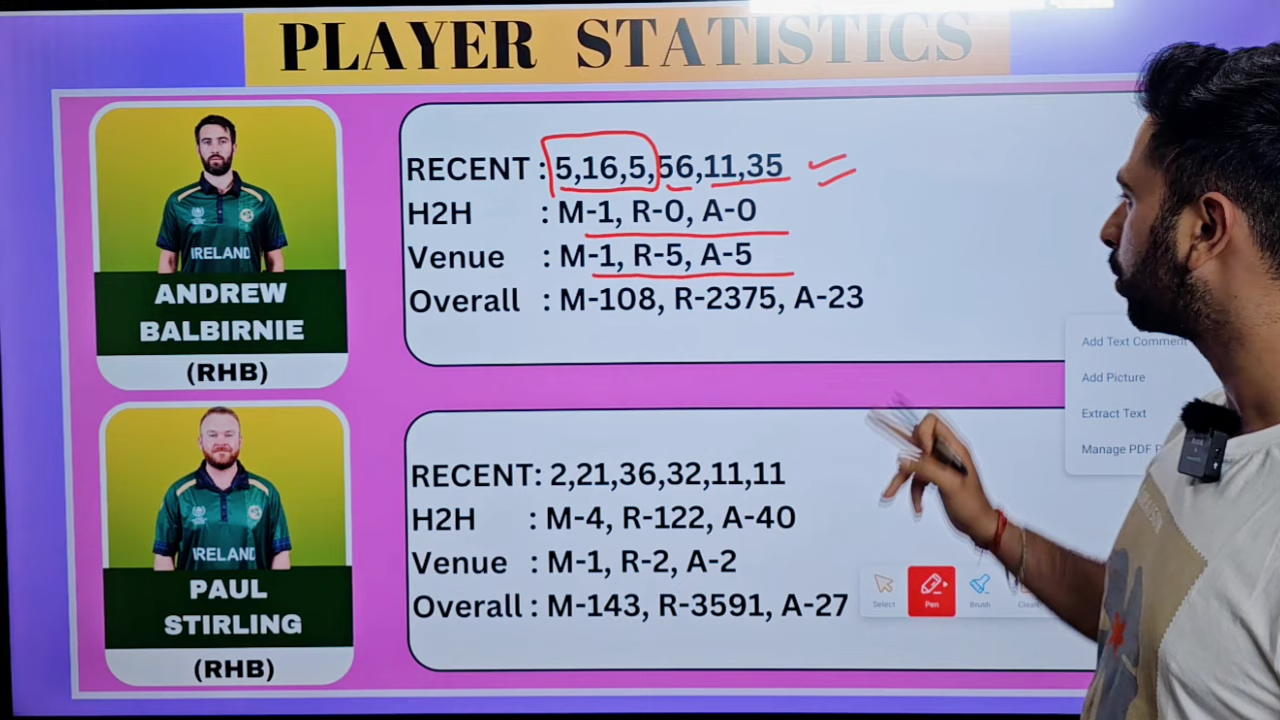 PLAYER STATISTICS
IRELAND
ANDREW
BALBIRNIE
(RHB)
RECENT : 5,16,5,56,11,35
H2H : M-1, R-0, A-0
Venue : M-1, R-5, A-5
Overall : M-108, R-2375, A-23
IRELAND
PAUL
STIRLING
(RHB)
RECENT: 2,21,36,32,11,11
H2H : M-4, R-122, A-40
Venue : M-1, R-2, A-2
Overall : M-143, R-3591, A-27
Add Text Comment
Add Picture
Extract Text
Manage PDF
Select
Pen
Brush